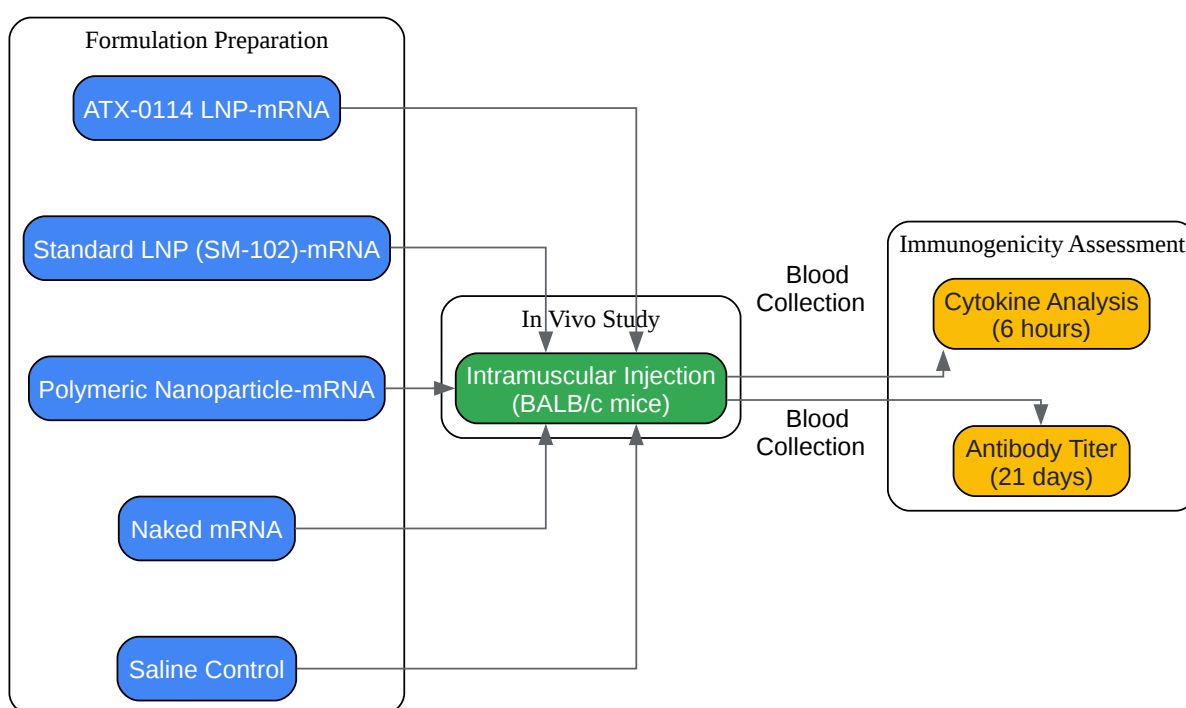 Formulation Preparation
ATX-0114 LNP-mRNA
Standard LNP (SM-102)-mRNA
Polymeric Nanoparticle-mRNA
Naked mRNA
Saline Control
In Vivo Study
Intramuscular Injection
(BALB/c mice)
Blood
Collection
Blood
Collection
Immunogenicity Assessment
Cytokine Analysis
(6 hours)
Antibody Titer
(21 days)